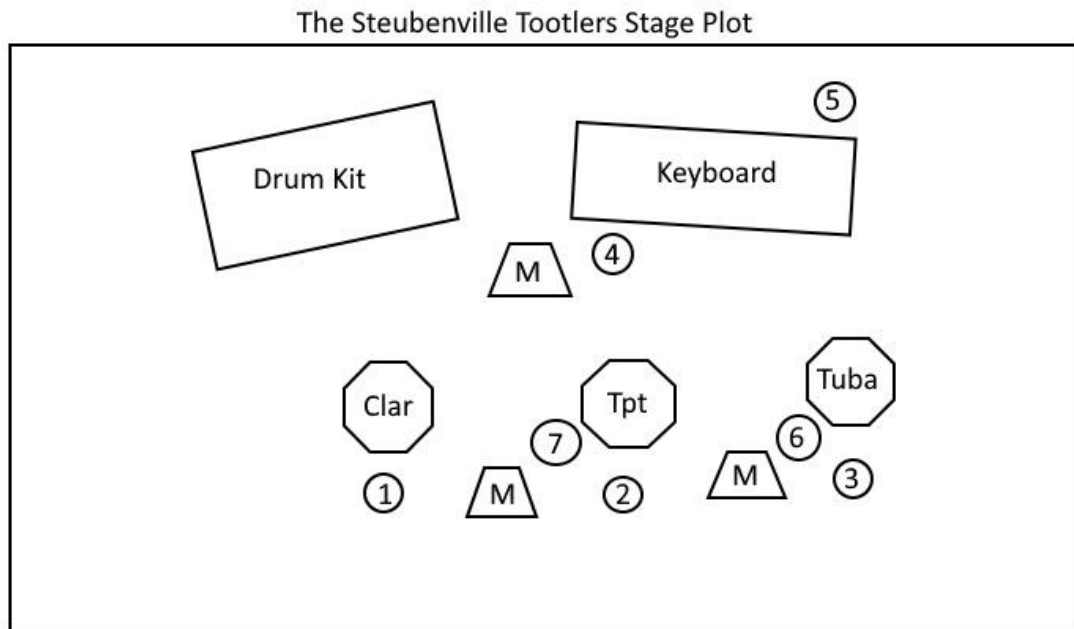 The Steubenville Tootlers Stage Plot
5
Drum Kit
Keyboard
4
M
Clar
Tpt
Tuba
7
6
M
M
1
2
3